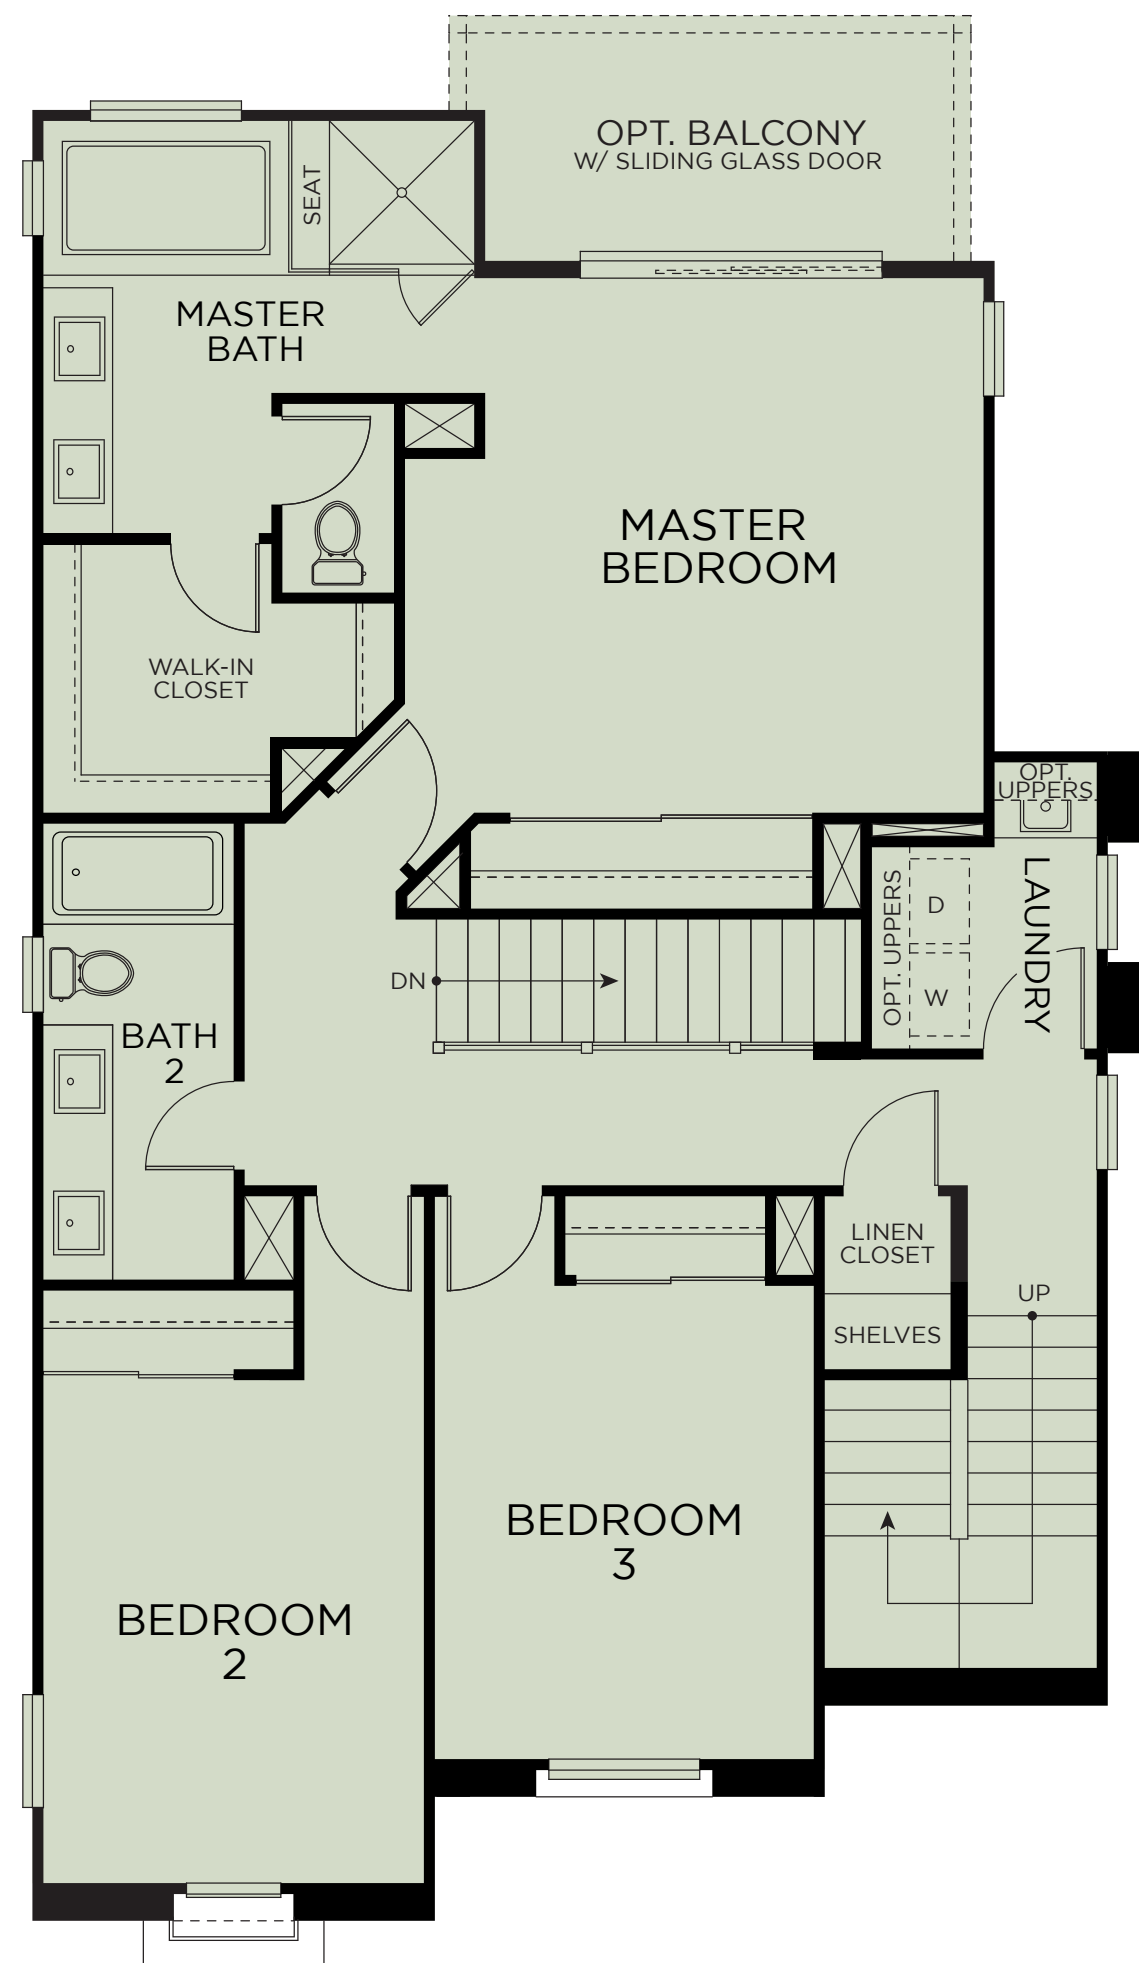 OPT. BALCONY
W/ SLIDING GLASS DOOR
SEAT
MASTER
BATH
MASTER
BEDROOM
WALK-IN
CLOSET
OPT.
UPPERS
LAUNDRY
OPT. UPPERS
D
W
DN
BATH
2
LINEN
CLOSET
SHELVES
UP
BEDROOM
3
BEDROOM
2